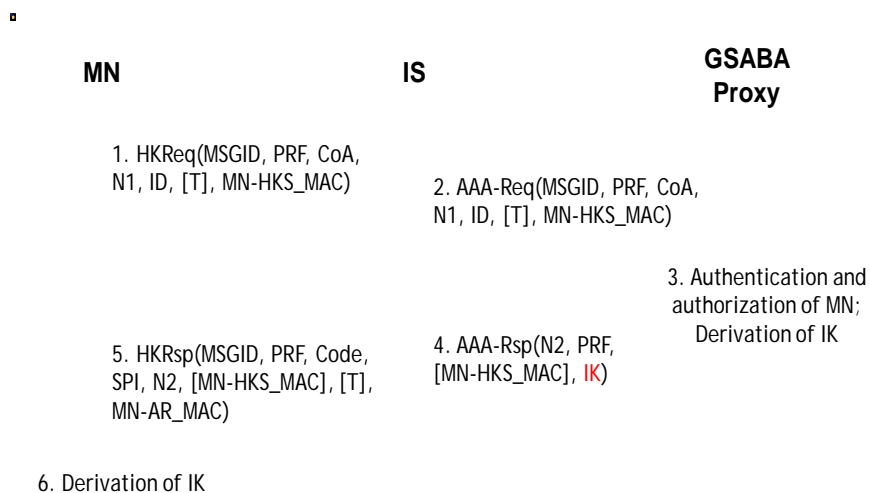 MN
IS
GSABA
Proxy
1. HKReq(MSGID, PRF, CoA,
N1, ID, [T], MN-HKS_MAC)
2. AAA-Req(MSGID, PRF, CoA,
N1, ID, [T], MN-HKS_MAC)
3. Authentication and
authorization of MN;
Derivation of IK
4. AAA-Rsp(N2, PRF,
[MN-HKS_MAC], IK)
5. HKRsp(MSGID, PRF, Code,
SPI, N2, [MN-HKS_MAC], [T],
MN-AR_MAC)
6. Derivation of IK